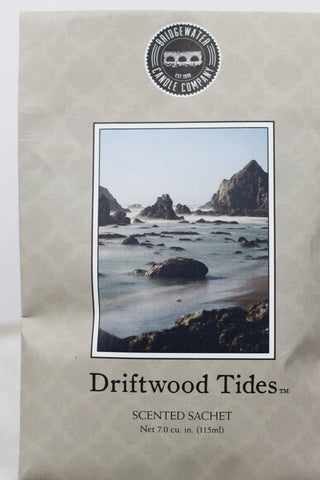 BRIDGEWATER
EST 1998
CANDLE COMPANY
Driftwood Tides™
SCENTED SACHET
Net 7.0 cu. in. (115ml)